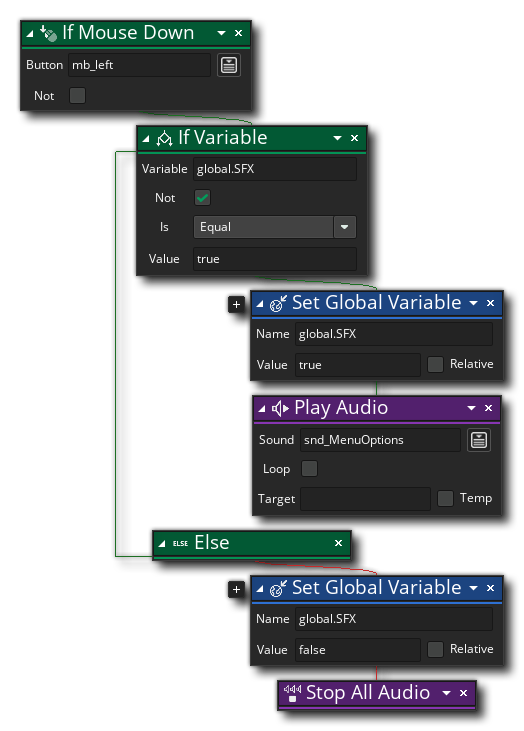 If Mouse Down
Button mb_left
Not
If Variable
Variable global.SFX
Not
Is Equal
Value true
Set Global Variable
Name global.SFX
Value true Relative
Play Audio
Sound snd_MenuOptions
Loop
Target Temp
ELSE Else
Set Global Variable
Name global.SFX
Value false Relative
Stop All Audio